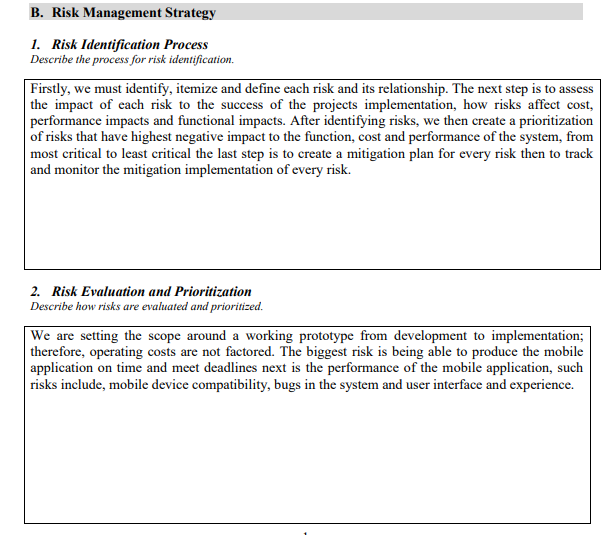 B. Risk Management Strategy
1. Risk Identification Process
Describe the process for risk identification.
Firstly, we must identify, itemize and define each risk and its relationship. The next step is to assess
the impact of each risk to the success of the projects implementation, how risks affect cost,
performance impacts and functional impacts. After identifying risks, we then create a prioritization
of risks that have highest negative impact to the function, cost and performance of the system, from
most critical to least critical the last step is to create a mitigation plan for every risk then to track
and monitor the mitigation implementation of every risk.
2. Risk Evaluation and Prioritization
Describe how risks are evaluated and prioritized.
We are setting the scope around a working prototype from development to implementation;
therefore, operating costs are not factored. The biggest risk is being able to produce the mobile
application on time and meet deadlines next is the performance of the mobile application, such
risks include, mobile device compatibility, bugs in the system and user interface and experience.